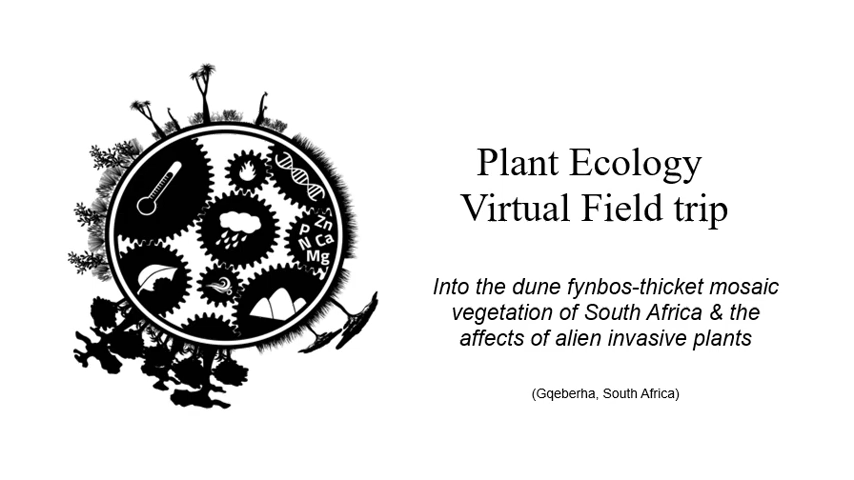 Zn
P
Ca
N
Mg
Plant Ecology
Virtual Field trip
Into the dune fynbos-thicket mosaic
vegetation of South Africa & the
affects of alien invasive plants
(Gqeberha, South Africa)